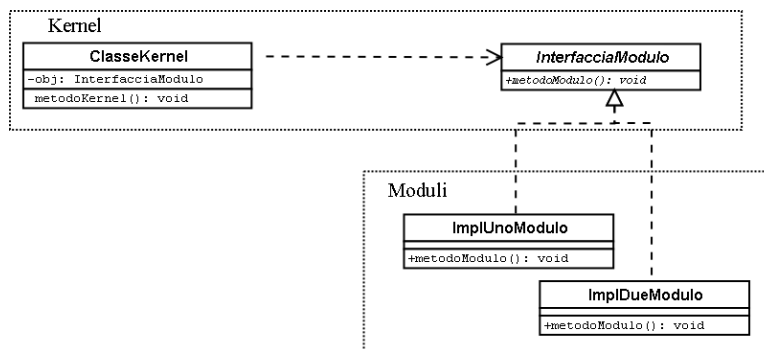 Kernel
ClasseKernel
-obj: InterfacciaModulo
metodoKernel(): void
InterfacciaModulo
+metodoModulo(): void
Moduli
ImplUnoModulo
+metodoModulo(): void
ImplDueModulo
+metodoModulo(): void